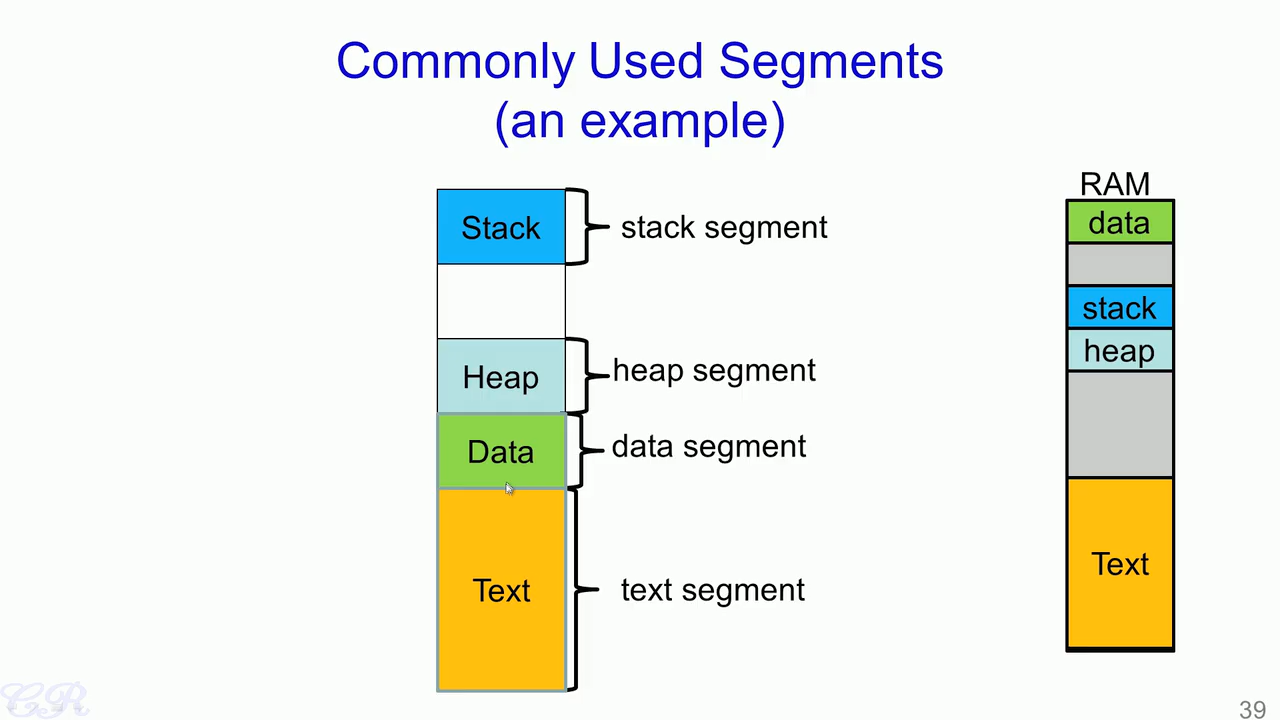 Commonly Used Segments
(an example)
Stack
stack segment
Heap
heap segment
Data
data segment
Text
text segment
RAM
data
stack
heap
Text
CR
39